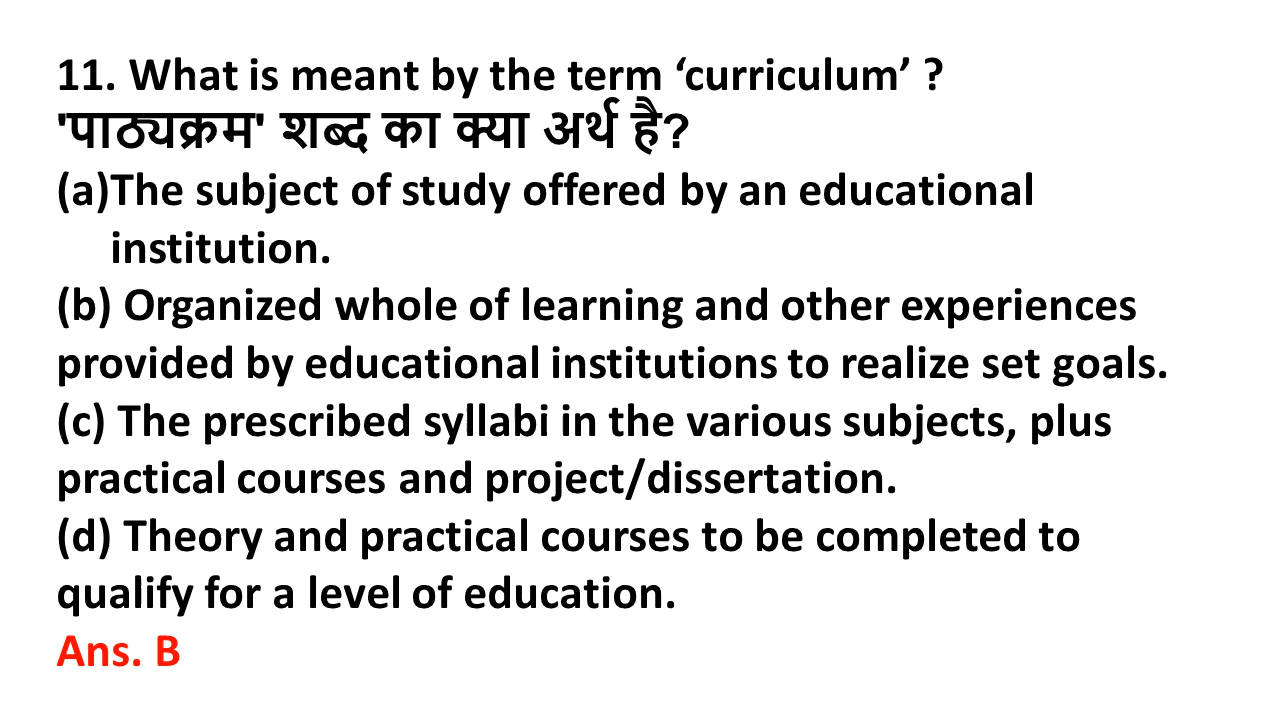 11. What is meant by the term ‘curriculum’ ?
'पाठ्यक्रम' शब्द का क्या अर्थ है?
(a)The subject of study offered by an educational
institution.
(b) Organized whole of learning and other experiences
provided by educational institutions to realize set goals.
(c) The prescribed syllabi in the various subjects, plus
practical courses and project/dissertation.
(d) Theory and practical courses to be completed to
qualify for a level of education.
Ans. B